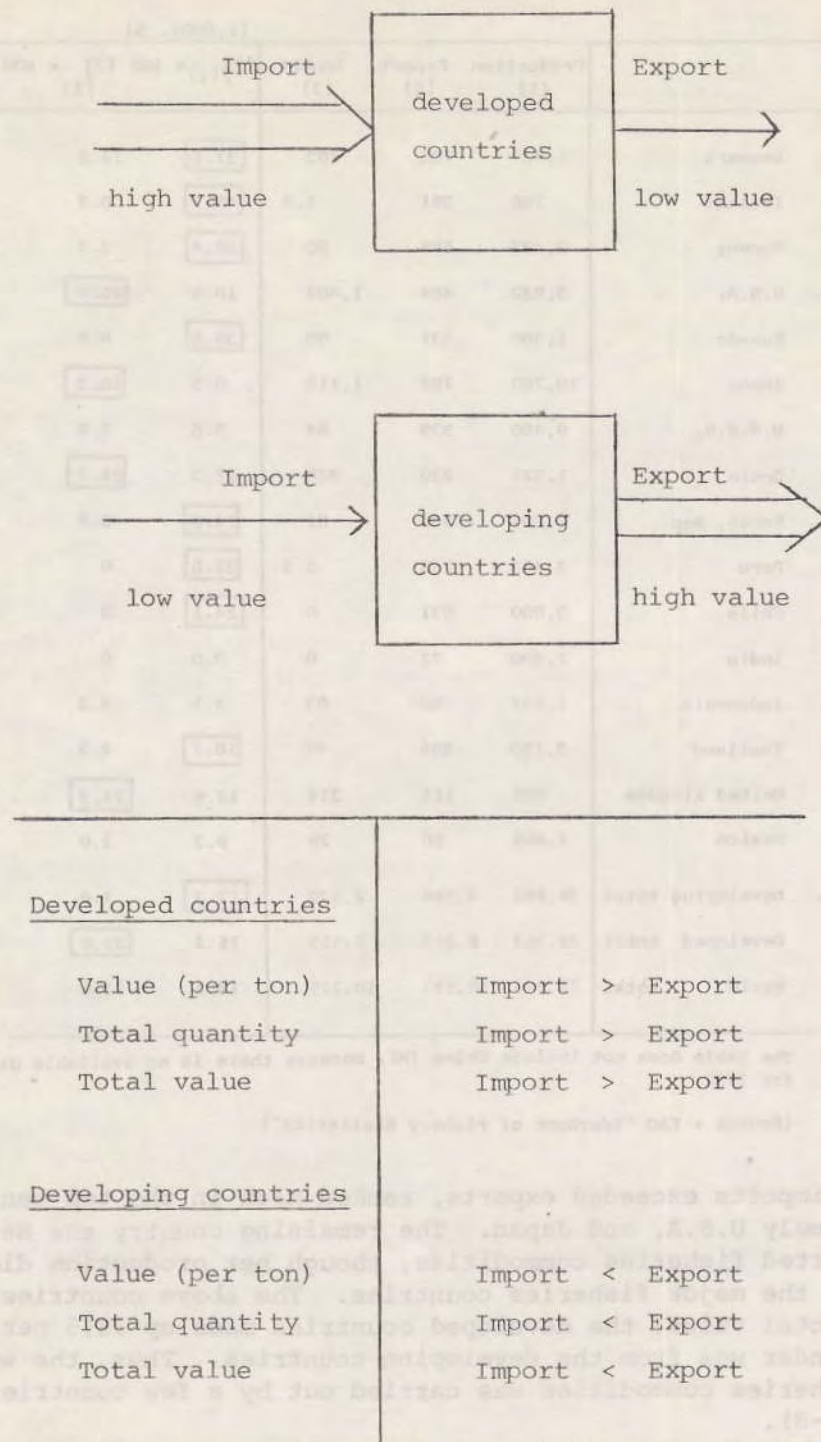 Import
Export
developed
countries
high value
low value
Import
Export
developing
countries
low value
high value
Developed countries
Value (per ton) Import > Export
Total quantity Import > Export
Total value Import > Export
Developing countries
Value (per ton) Import < Export
Total quantity Import < Export
Total value Import < Export